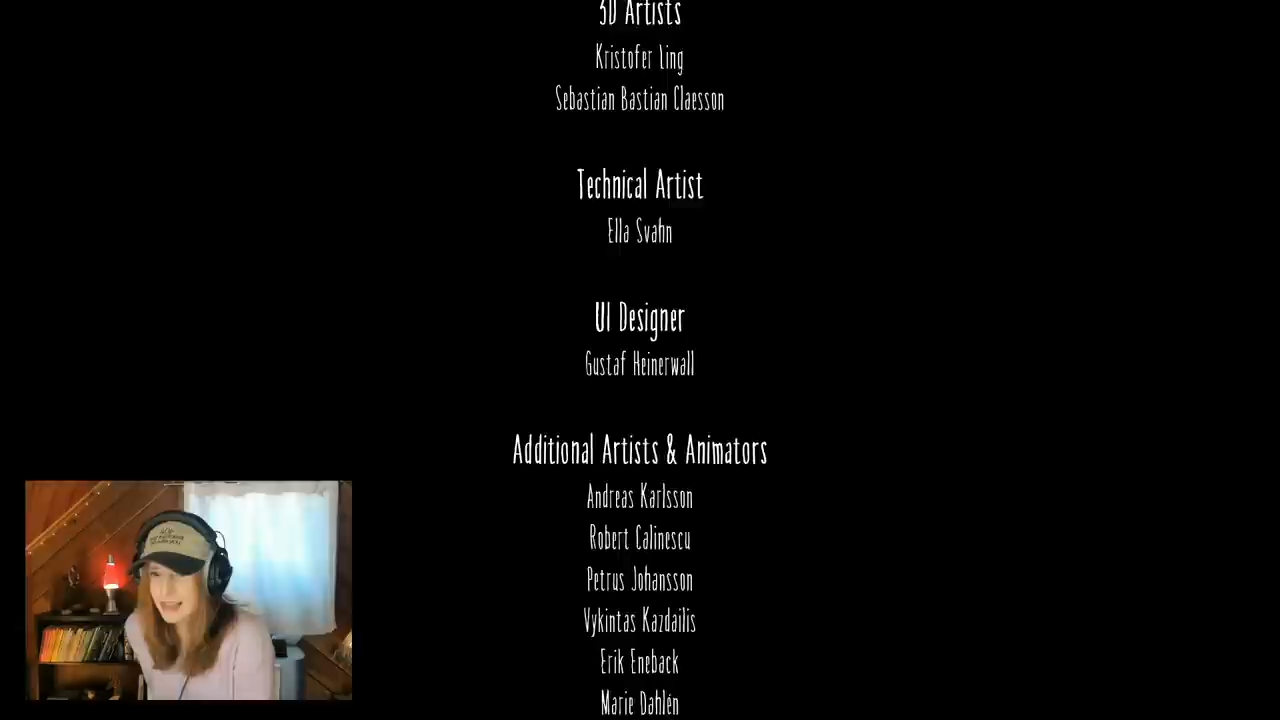 3D Artists
Kristofer Ling
Sebastian Bastian Claesson
Technical Artist
Ella Svahn
UI Designer
Gustaf Heinerwall
Additional Artists & Animators
Andreas Karlsson
Robert Calinescu
Petrus Johansson
Vykintas Kazdailis
Erik Eneback
Marie Dahlén